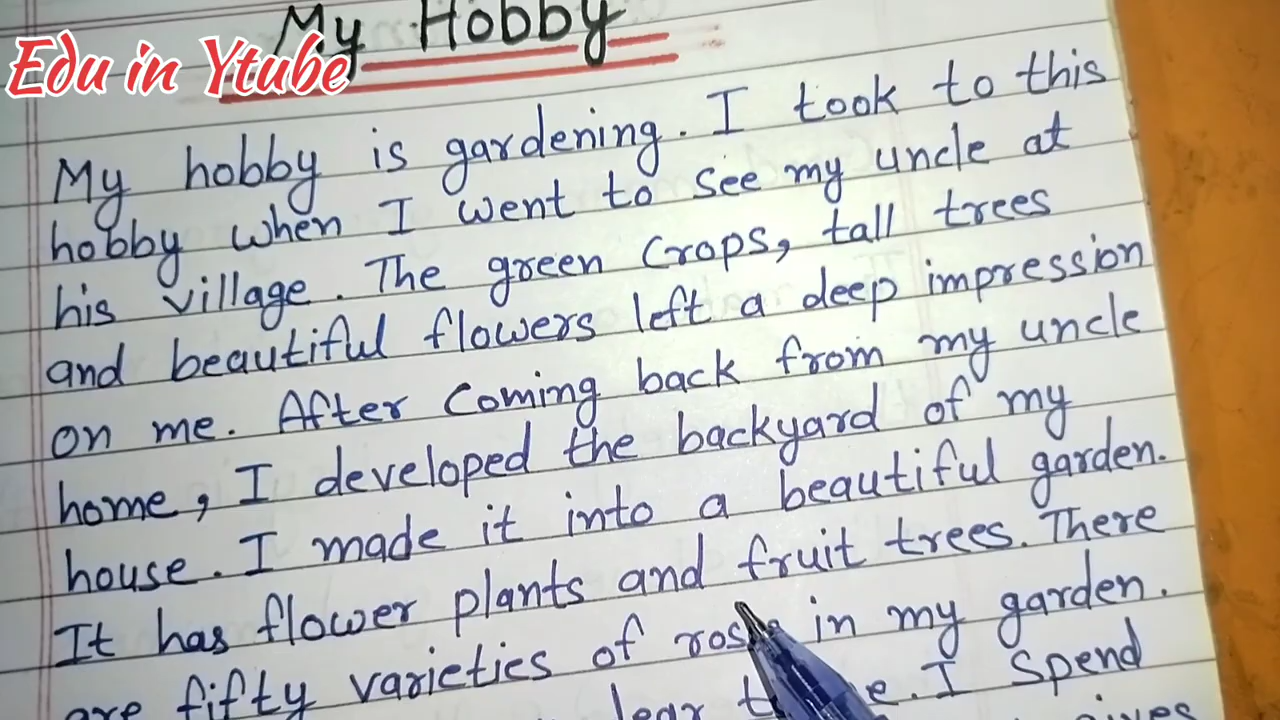 My Hobby
Edu in Ytube
My hobby is gardening. I took to this
hobby when I went to see my uncle at
his village. The green crops, tall trees
and beautiful flowers left a deep impression
on me. After coming back from my uncle
home, I developed the backyard of my
house. I made it into a beautiful garden.
It has flower plants and fruit trees. There
are fifty varieties of in my garden.
I spend